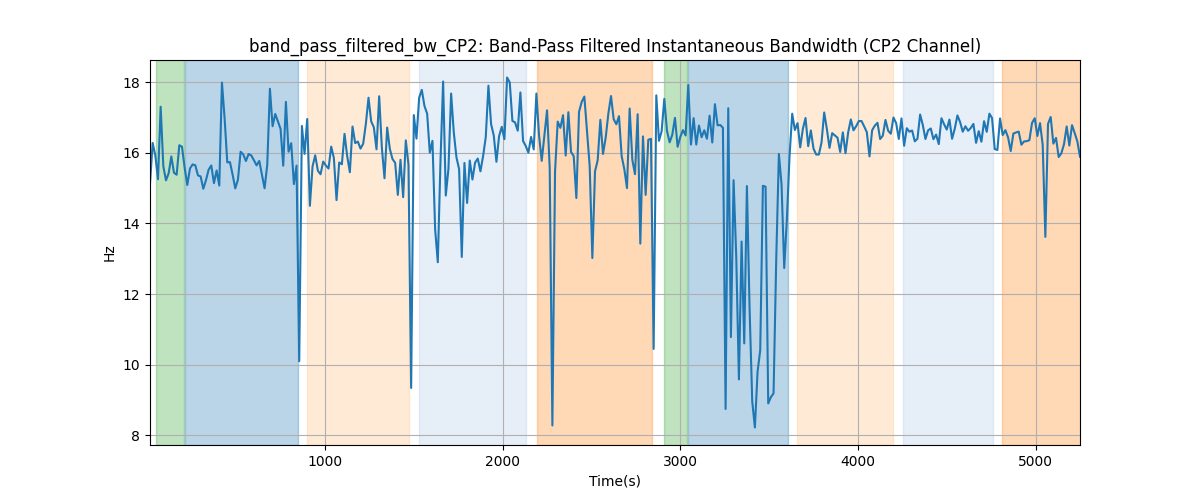 band_pass_filtered_bw_CP2: Band-Pass Filtered Instantaneous Bandwidth (CP2 Channel)
18
16
14
12
10
8
Hz
1000 2000 3000 4000 5000
Time(s)